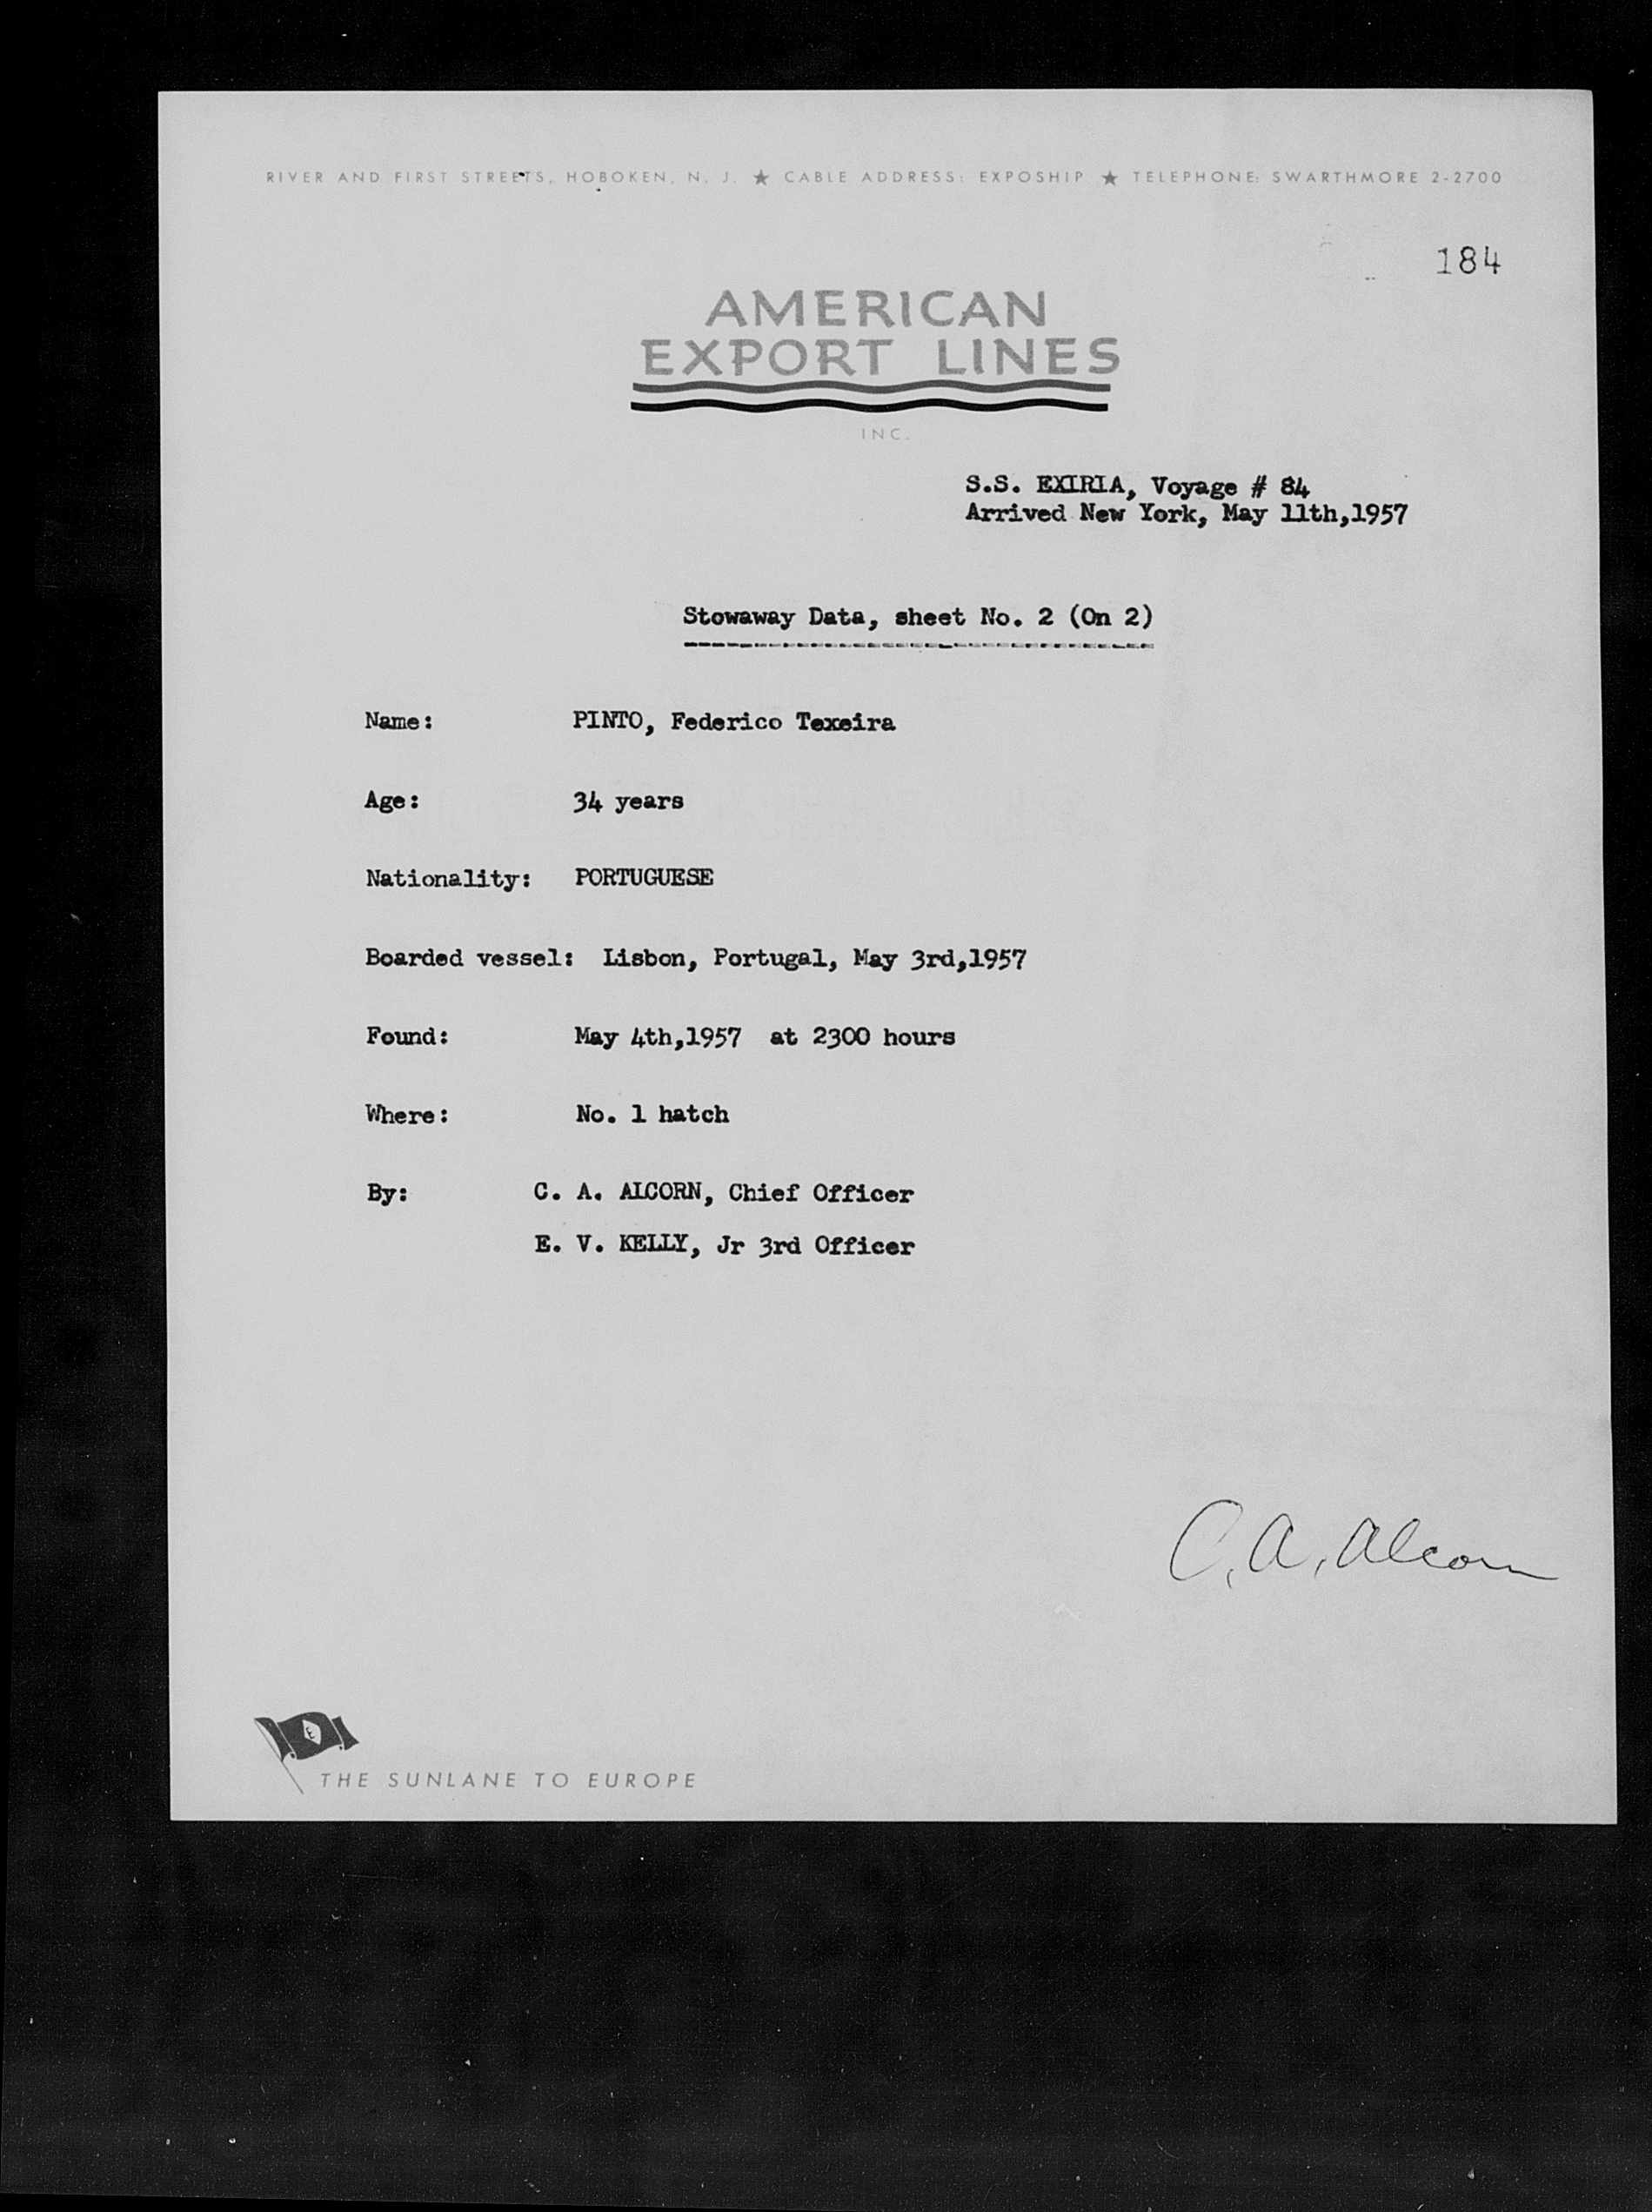 RIVER AND FIRST STREETS, HOBOKEN, N. J. ★ CABLE ADDRESS: EXPOSHIP ★ TELEPHONE: SWARTHMORE 2-2700
184
AMERICAN
EXPORT LINES
INC.
S.S. EXIRIA, Voyage # 84
Arrived New York, May 11th,1957
Stowaway Data, sheet No. 2 (On 2)
Name: PINTO, Federico Texeira
Age: 34 years
Nationality: PORTUGUESE
Boarded vessel: Lisbon, Portugal, May 3rd,1957
Found: May 4th,1957 at 2300 hours
Where: No. 1 hatch
By: C. A. ALCORN, Chief Officer
E. V. KELLY, Jr 3rd Officer
C. A. Alcorn
E
THE SUNLANE TO EUROPE